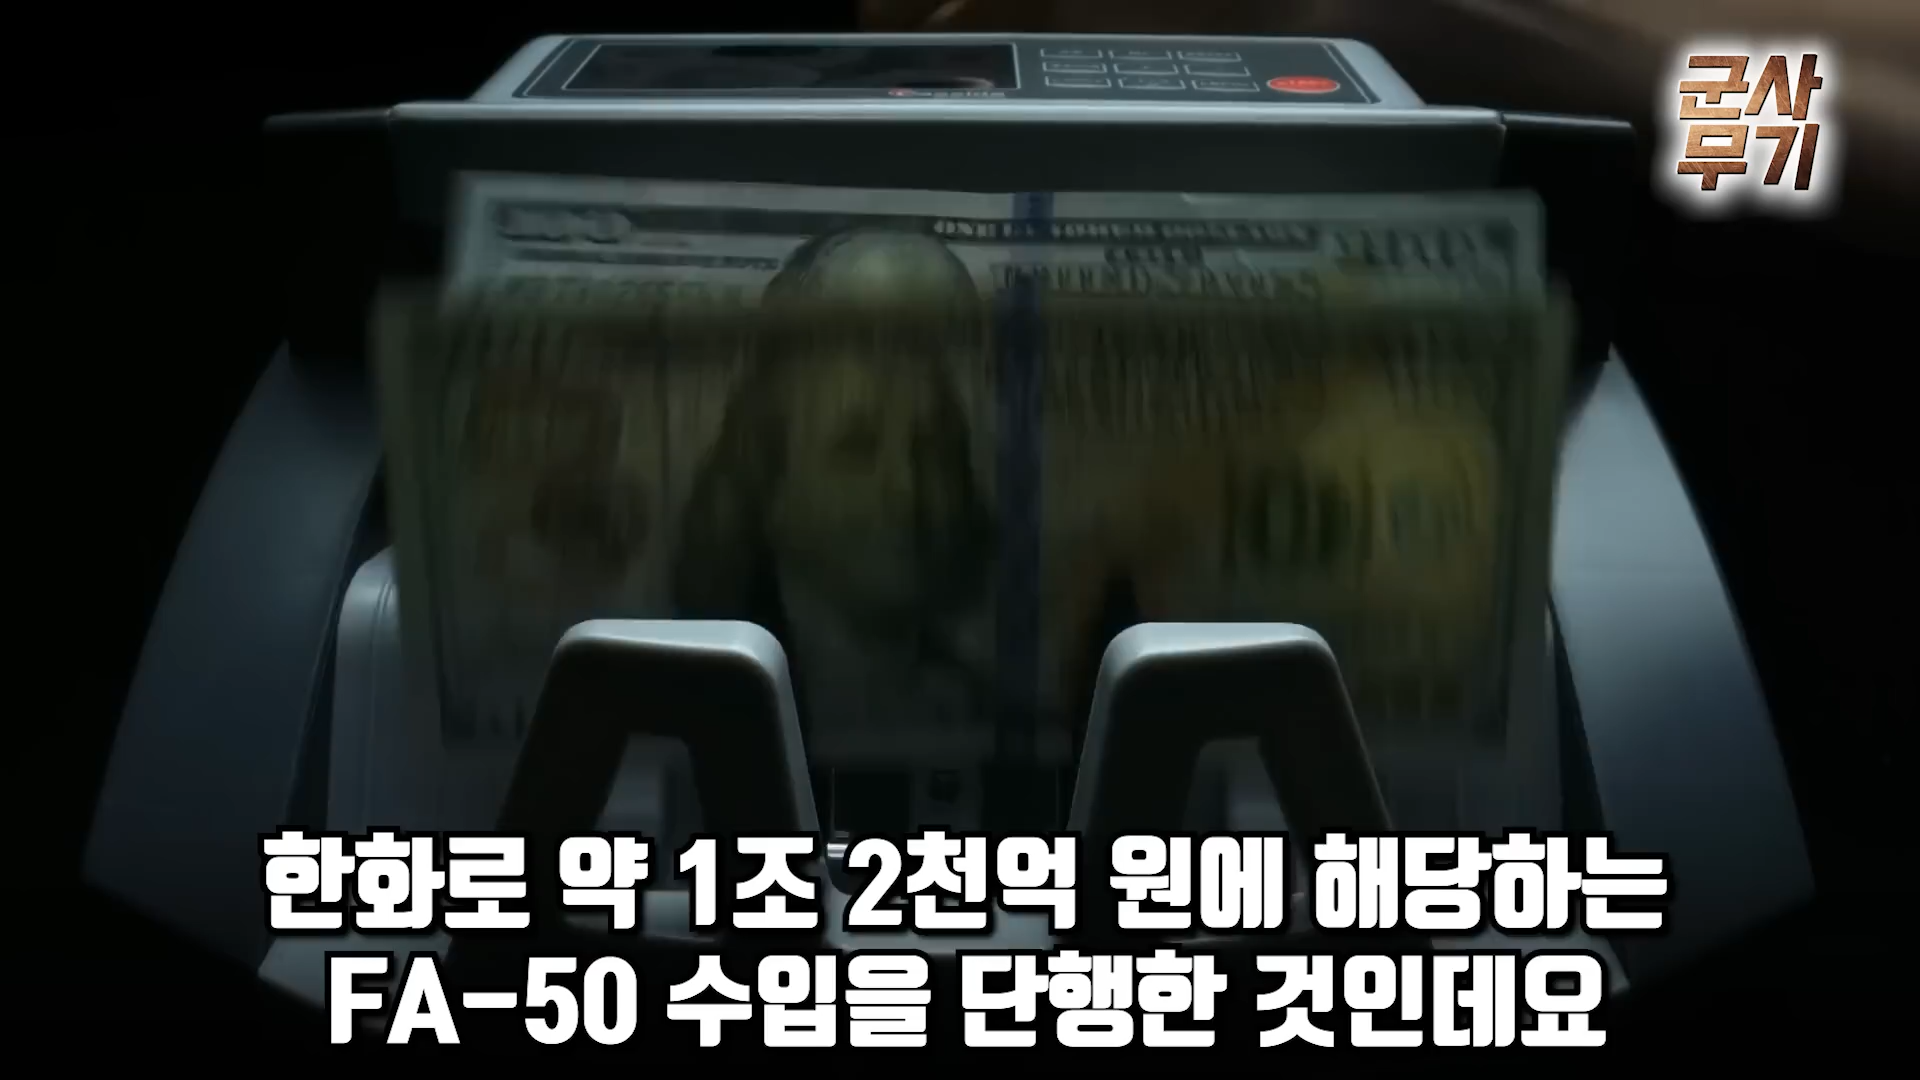 군사
무기
한화로 약 1조 2천억 원에 해당하는
FA-50 수입을 단행한 것인데요